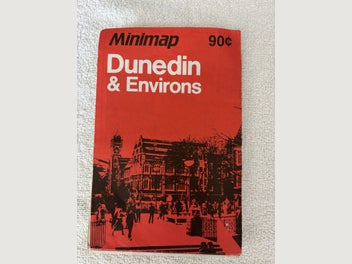 Minimap 90¢
Dunedin
& Environs